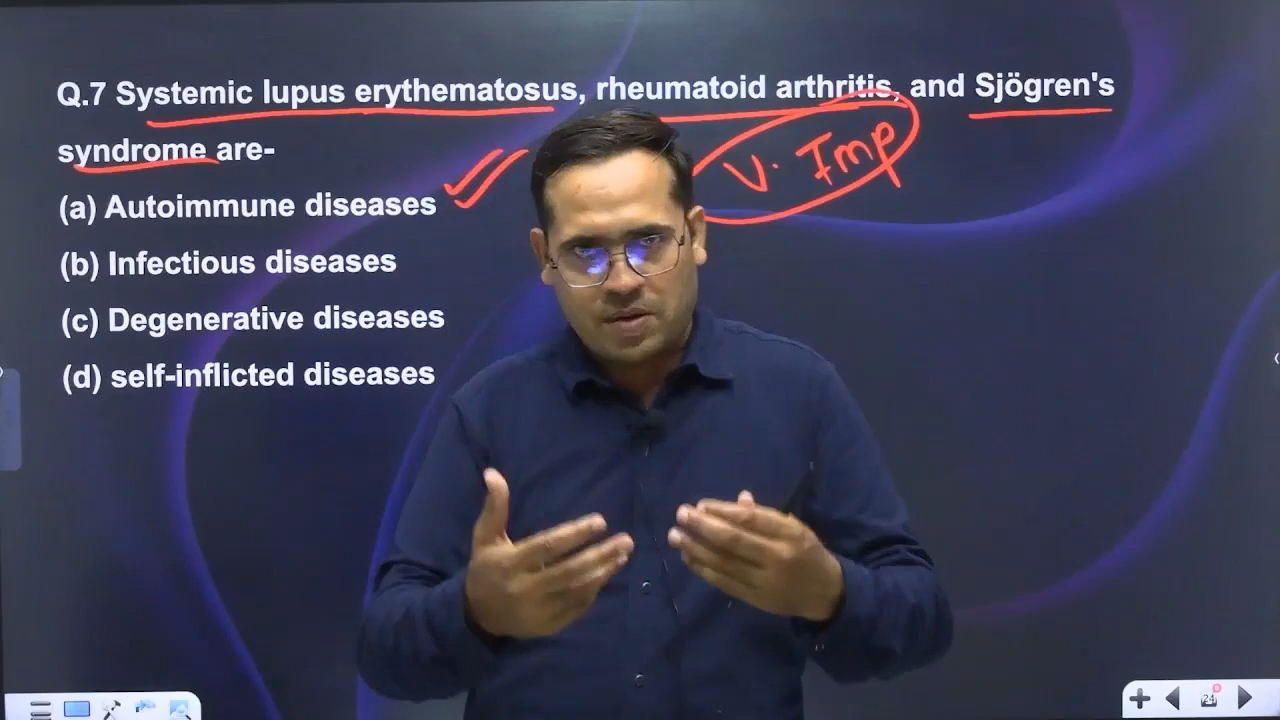 Q.7 Systemic lupus erythematosus, rheumatoid arthritis, and Sjögren's
syndrome are-
V. Imp
(a) Autoimmune diseases
(b) Infectious diseases
(c) Degenerative diseases
(d) self-inflicted diseases
24